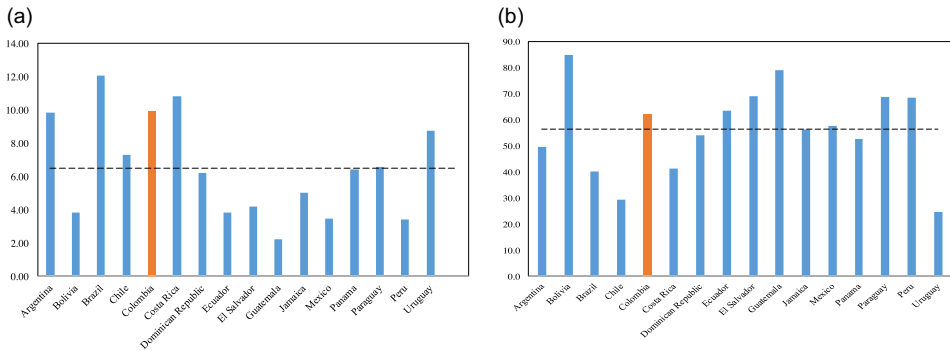 (a)
14.00
12.00
10.00
8.00
6.00
4.00
2.00
0.00
Argentina
Bolivia
Brazil
Chile
Colombia
Costa Rica
Dominican Republic
Ecuador
El Salvador
Guatemala
Jamaica
Mexico
Panama
Paraguay
Peru
Uruguay
(b)
90.0
80.0
70.0
60.0
50.0
40.0
30.0
20.0
10.0
0.0
Argentina
Bolivia
Brazil
Chile
Colombia
Costa Rica
Dominican Republic
Ecuador
El Salvador
Guatemala
Jamaica
Mexico
Panama
Paraguay
Peru
Uruguay